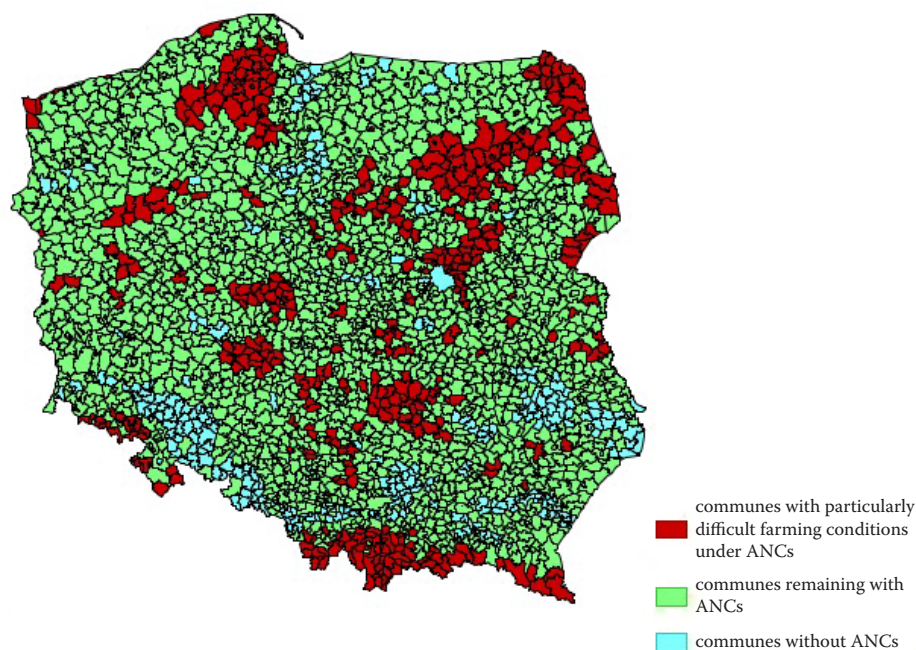 communes with particularly
difficult farming conditions
under ANCs
communes remaining with
ANCs
communes without ANCs